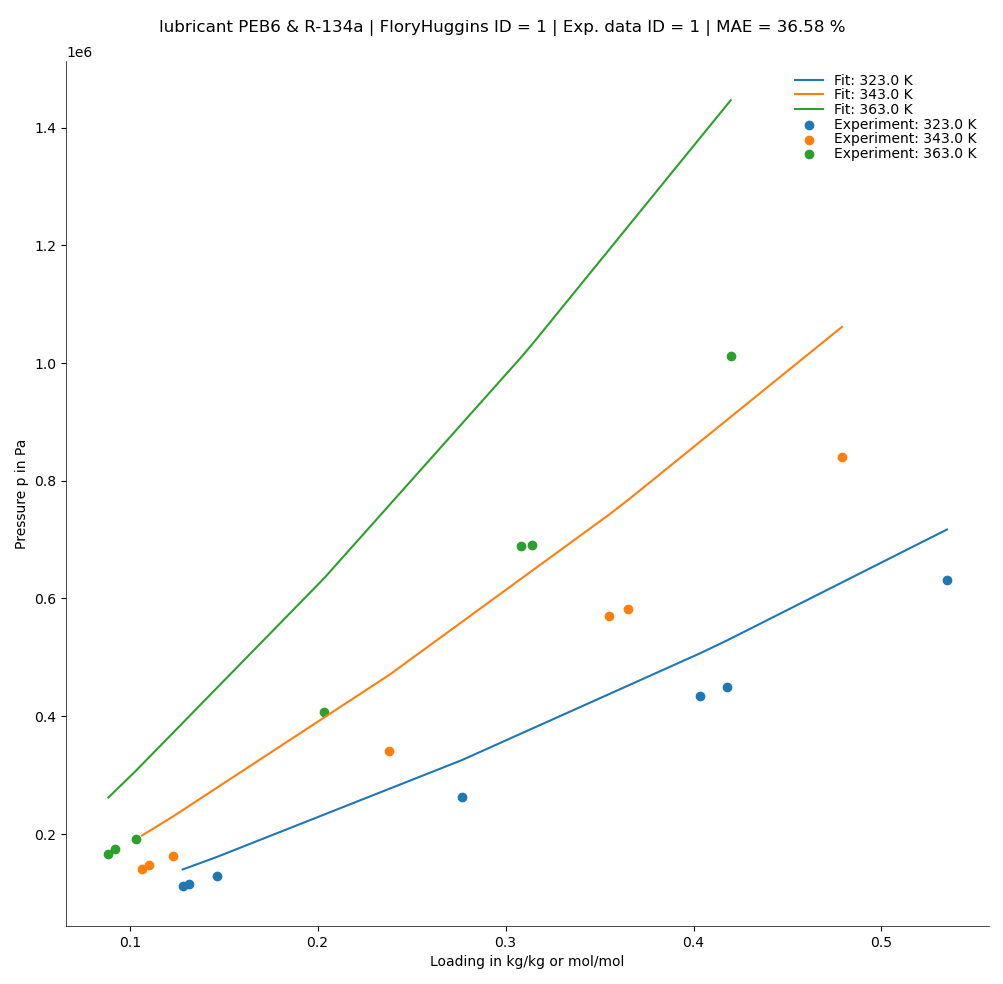 lubricant PEB6 & R-134a | FloryHuggins ID = 1 | Exp. data ID = 1 | MAE = 36.58 %
1e6
Fit: 323.0 K
Fit: 343.0 K
Fit: 363.0 K
Experiment: 323.0 K
Experiment: 343.0 K
Experiment: 363.0 K
1.4
1.2
1.0
0.8
0.6
0.4
0.2
Pressure p in Pa
0.1 0.2 0.3 0.4 0.5
Loading in kg/kg or mol/mol